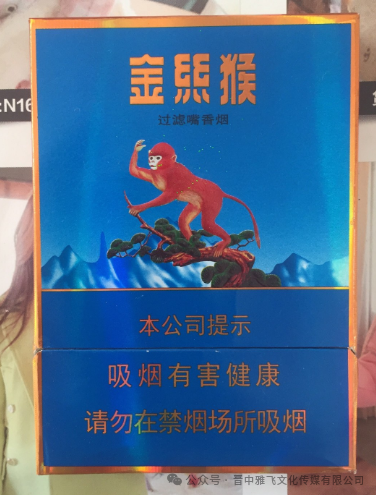 金絲猴
过滤嘴香烟
N16
本公司提示
吸烟有害健康
请勿在禁烟场所吸烟
公众号·晋中雅飞文化传媒有限公司